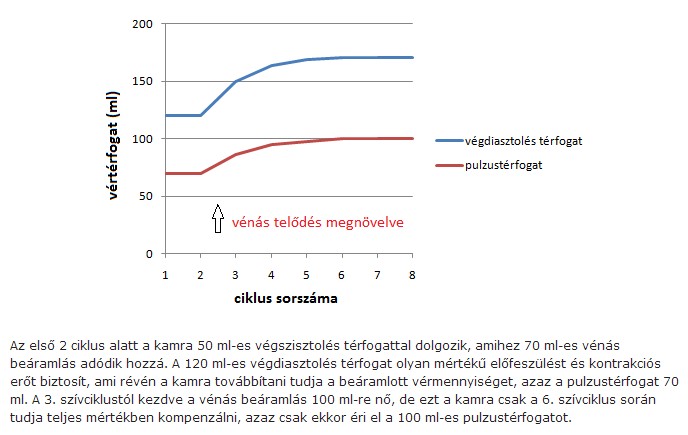 200
150
100
50
0
vértérfogat (ml)
végdiasztolés térfogat
pulzustérfogat
vénás telődés megnövelve
1 2 3 4 5 6 7 8
ciklus sorszáma
Az első 2 ciklus alatt a kamra 50 ml-es végszisztolés térfogattal dolgozik, amihez 70 ml-es vénás
beáramlás adódik hozzá. A 120 ml-es végdiasztolés térfogat olyan mértékű előfeszülést és kontrakciós
erőt biztosít, ami révén a kamra továbbítani tudja a beáramlott vérmennyiséget, azaz a pulzustérfogat 70
ml. A 3. szívciklustól kezdve a vénás beáramlás 100 ml-re nő, de ezt a kamra csak a 6. szívciklus során
tudja teljes mértékben kompenzálni, azaz csak ekkor éri el a 100 ml-es pulzustérfogatot.